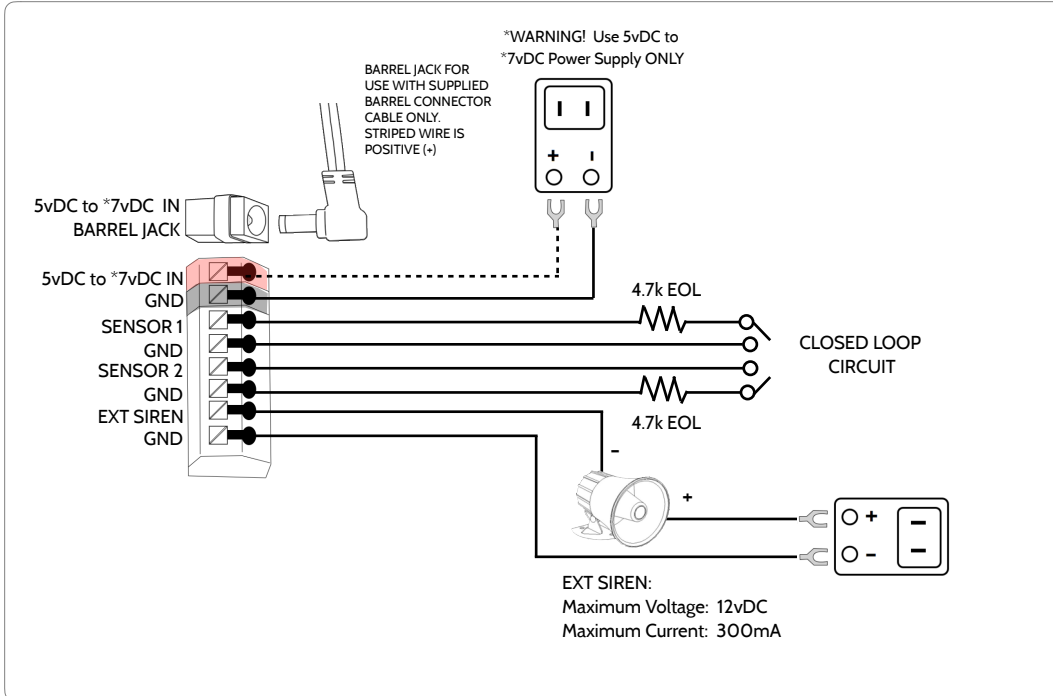 *WARNING! Use 5vDC to
*7vDC Power Supply ONLY
BARREL JACK FOR
USE WITH SUPPLIED
BARREL CONNECTOR
CABLE ONLY.
STRIPED WIRE IS
POSITIVE (+)
+ -
5vDC to *7vDC IN
BARREL JACK
5vDC to *7vDC IN
GND
SENSOR 1
GND
SENSOR 2
GND
EXT SIREN
GND
4.7k EOL
CLOSED LOOP
CIRCUIT
4.7k EOL
-
+
+
-
EXT SIREN:
Maximum Voltage: 12vDC
Maximum Current: 300mA